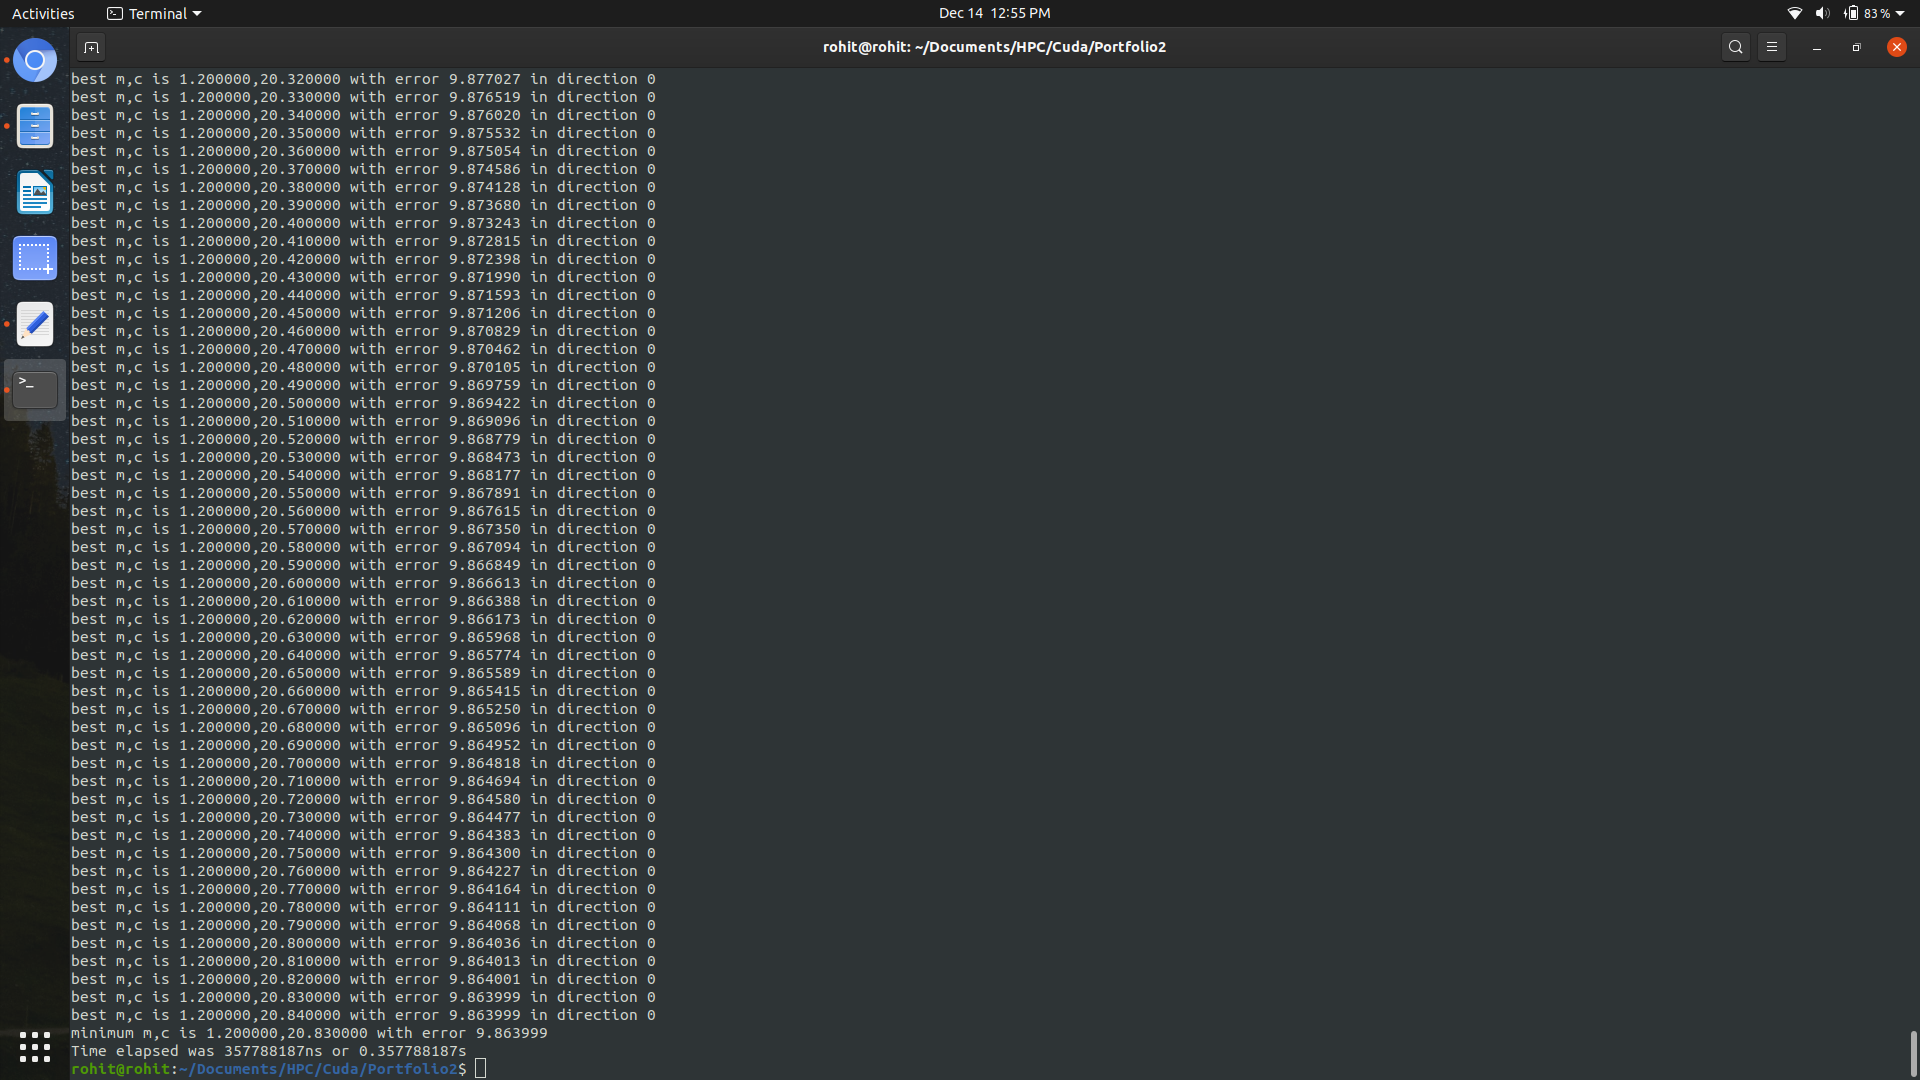 Activities
Terminal
Dec 14 12:55 PM
83 %
rohit@rohit: ~/Documents/HPC/Cuda/Portfolio2
best m,c is 1.200000,20.320000 with error 9.877027 in direction 0
best m,c is 1.200000,20.330000 with error 9.876519 in direction 0
best m,c is 1.200000,20.340000 with error 9.876020 in direction 0
best m,c is 1.200000,20.350000 with error 9.875532 in direction 0
best m,c is 1.200000,20.360000 with error 9.875054 in direction 0
best m,c is 1.200000,20.370000 with error 9.874586 in direction 0
best m,c is 1.200000,20.380000 with error 9.874128 in direction 0
best m,c is 1.200000,20.390000 with error 9.873680 in direction 0
best m,c is 1.200000,20.400000 with error 9.873243 in direction 0
best m,c is 1.200000,20.410000 with error 9.872815 in direction 0
best m,c is 1.200000,20.420000 with error 9.872398 in direction 0
best m,c is 1.200000,20.430000 with error 9.871990 in direction 0
best m,c is 1.200000,20.440000 with error 9.871593 in direction 0
best m,c is 1.200000,20.450000 with error 9.871206 in direction 0
best m,c is 1.200000,20.460000 with error 9.870829 in direction 0
best m,c is 1.200000,20.470000 with error 9.870462 in direction 0
best m,c is 1.200000,20.480000 with error 9.870105 in direction 0
best m,c is 1.200000,20.490000 with error 9.869759 in direction 0
best m,c is 1.200000,20.500000 with error 9.869422 in direction 0
best m,c is 1.200000,20.510000 with error 9.869096 in direction 0
best m,c is 1.200000,20.520000 with error 9.868779 in direction 0
best m,c is 1.200000,20.530000 with error 9.868473 in direction 0
best m,c is 1.200000,20.540000 with error 9.868177 in direction 0
best m,c is 1.200000,20.550000 with error 9.867891 in direction 0
best m,c is 1.200000,20.560000 with error 9.867615 in direction 0
best m,c is 1.200000,20.570000 with error 9.867350 in direction 0
best m,c is 1.200000,20.580000 with error 9.867094 in direction 0
best m,c is 1.200000,20.590000 with error 9.866849 in direction 0
best m,c is 1.200000,20.600000 with error 9.866613 in direction 0
best m,c is 1.200000,20.610000 with error 9.866388 in direction 0
best m,c is 1.200000,20.620000 with error 9.866173 in direction 0
best m,c is 1.200000,20.630000 with error 9.865968 in direction 0
best m,c is 1.200000,20.640000 with error 9.865774 in direction 0
best m,c is 1.200000,20.650000 with error 9.865589 in direction 0
best m,c is 1.200000,20.660000 with error 9.865415 in direction 0
best m,c is 1.200000,20.670000 with error 9.865250 in direction 0
best m,c is 1.200000,20.680000 with error 9.865096 in direction 0
best m,c is 1.200000,20.690000 with error 9.864952 in direction 0
best m,c is 1.200000,20.700000 with error 9.864818 in direction 0
best m,c is 1.200000,20.710000 with error 9.864694 in direction 0
best m,c is 1.200000,20.720000 with error 9.864580 in direction 0
best m,c is 1.200000,20.730000 with error 9.864477 in direction 0
best m,c is 1.200000,20.740000 with error 9.864383 in direction 0
best m,c is 1.200000,20.750000 with error 9.864300 in direction 0
best m,c is 1.200000,20.760000 with error 9.864227 in direction 0
best m,c is 1.200000,20.770000 with error 9.864164 in direction 0
best m,c is 1.200000,20.780000 with error 9.864111 in direction 0
best m,c is 1.200000,20.790000 with error 9.864068 in direction 0
best m,c is 1.200000,20.800000 with error 9.864036 in direction 0
best m,c is 1.200000,20.810000 with error 9.864013 in direction 0
best m,c is 1.200000,20.820000 with error 9.864001 in direction 0
best m,c is 1.200000,20.830000 with error 9.863999 in direction 0
best m,c is 1.200000,20.840000 with error 9.863999 in direction 0
minimum m,c is 1.200000,20.830000 with error 9.863999
Time elapsed was 357788187ns or 0.357788187s
rohit@rohit:~/Documents/HPC/Cuda/Portfolio2$